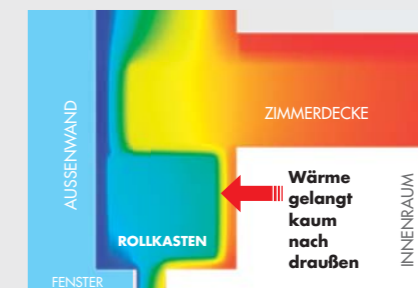 AUSSENWAND
ZIMMERDECKE
Wärme
gelangt
kaum
nach
draußen
INNENRAUM
ROLLKASTEN
FENSTER